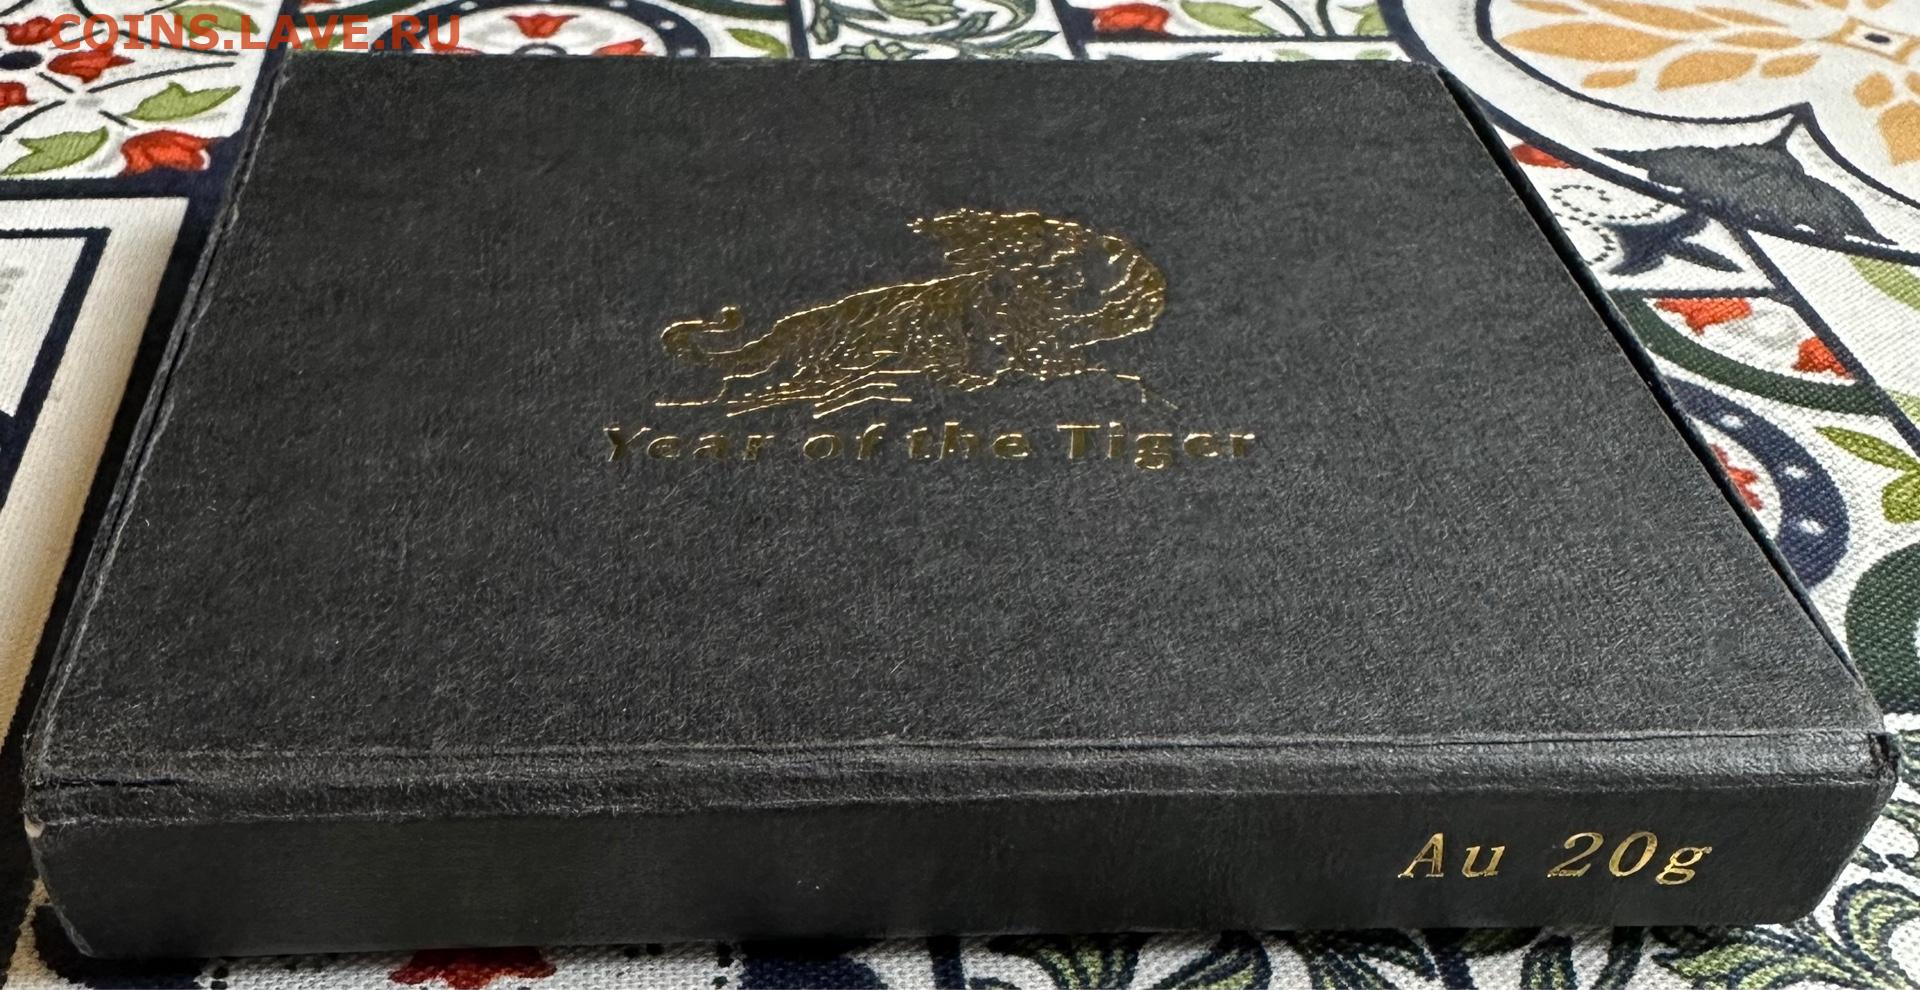 COINS.LAVE.RU
Year of the Tiger
Au 20g